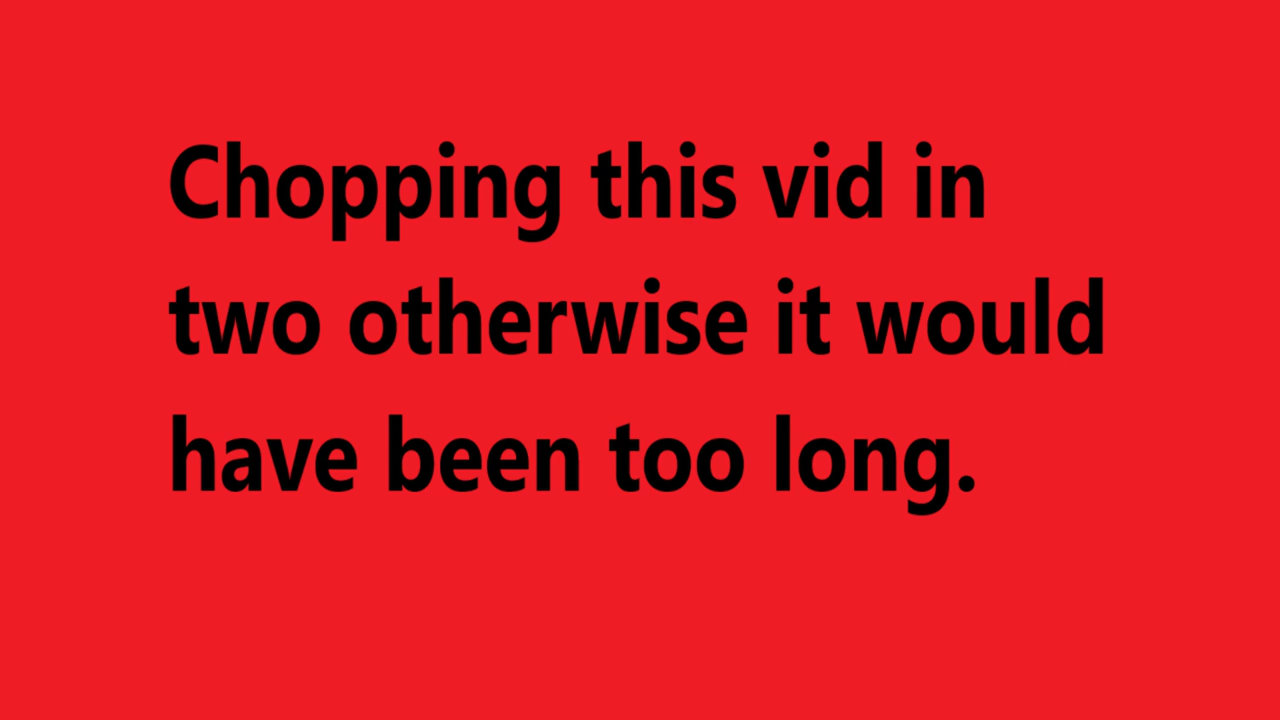 Chopping this vid in
two otherwise it would
have been too long.